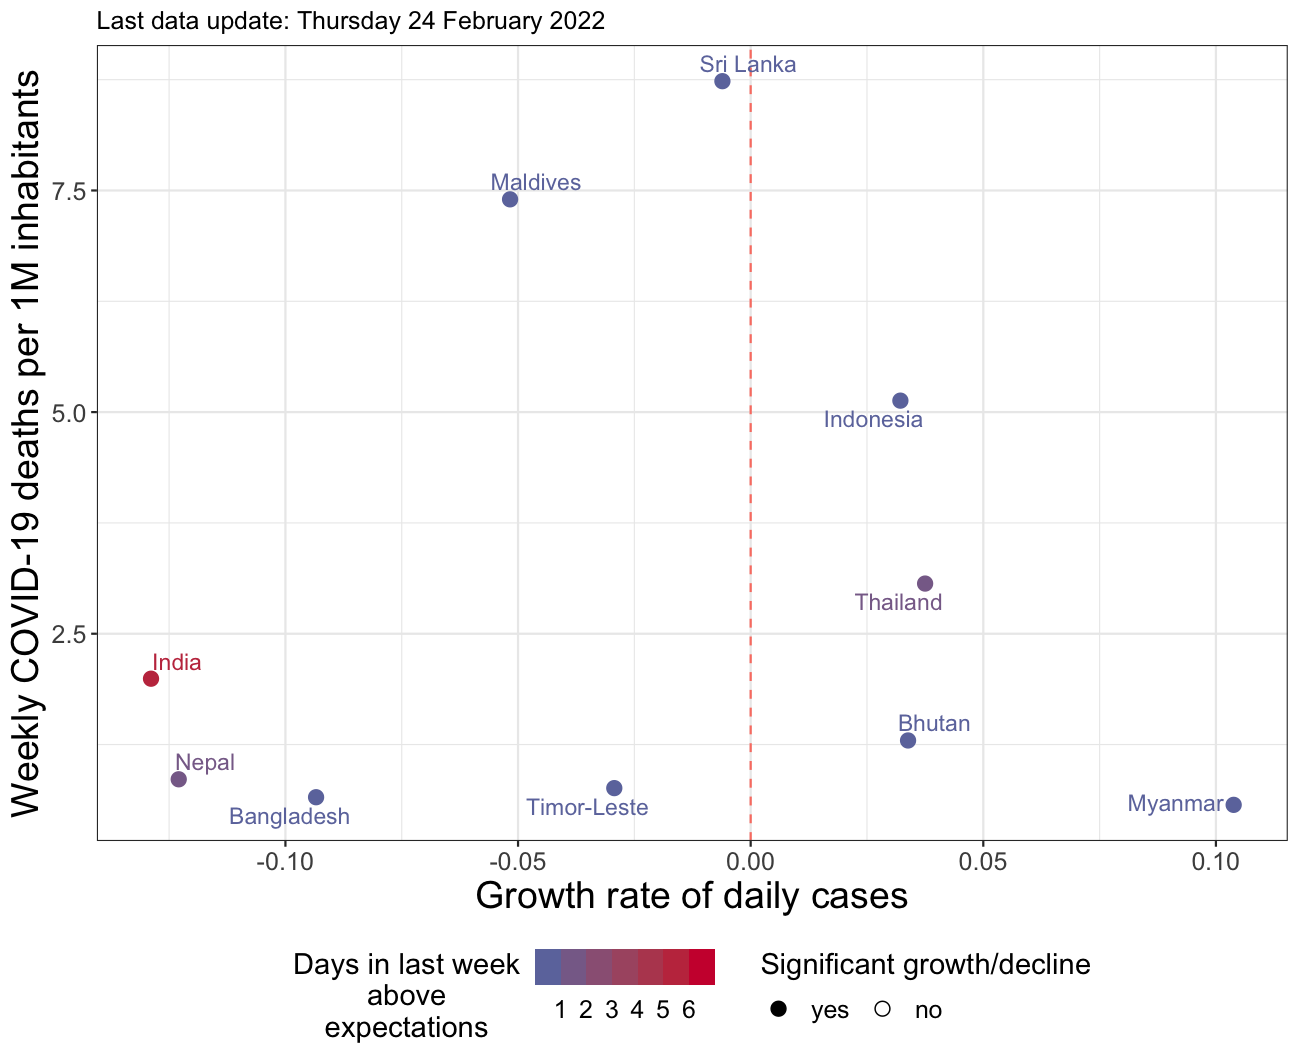 Last data update: Thursday 24 February 2022
Weekly COVID-19 deaths per 1M inhabitants
7.5
5.0
2.5
Sri Lanka
Maldives
Indonesia
Thailand
India
Bhutan
Nepal
Bangladesh
Timor-Leste
Myanmar
-0.10
-0.05
0.00
0.05
0.10
Growth rate of daily cases
Days in last week
above
expectations
1 2 3 4 5 6
Significant growth/decline
yes no